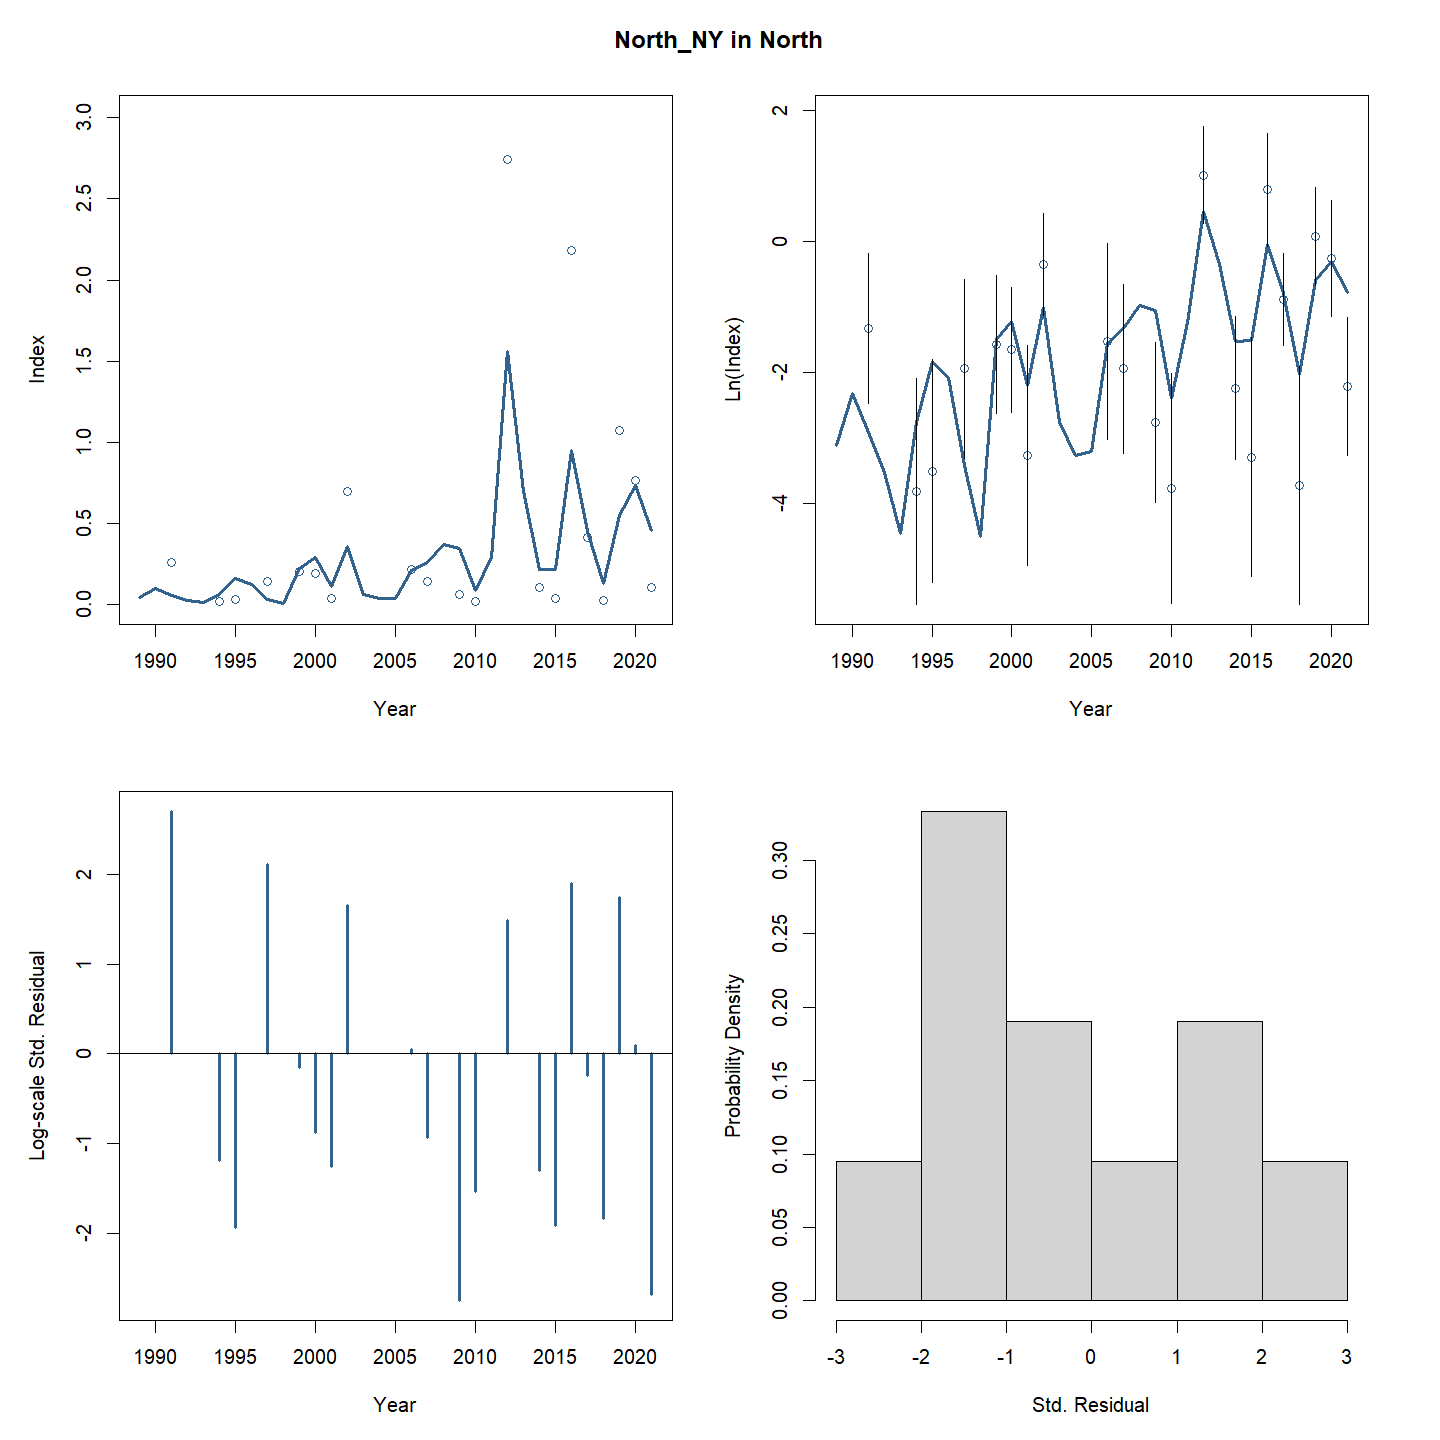 North_NY in North
Index
0.0 0.5 1.0 1.5 2.0 2.5 3.0
1990 1995 2000 2005 2010 2015 2020
Year
Ln(Index)
-4 -2 0 2
1990 1995 2000 2005 2010 2015 2020
Year
Log-scale Std. Residual
-2 -1 0 1 2
1990 1995 2000 2005 2010 2015 2020
Year
Probability Density
0.00 0.05 0.10 0.15 0.20 0.25 0.30
-3 -2 -1 0 1 2 3
Std. Residual